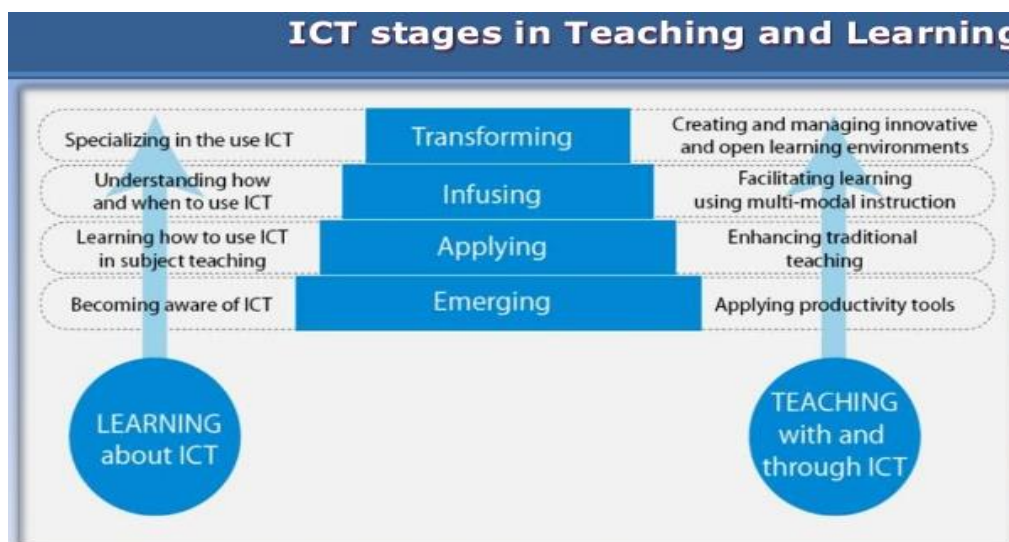 ICT stages in Teaching and Learning
Specializing in the use ICT
Transforming
Creating and managing innovative
and open learning environments
Understanding how
and when to use ICT
Infusing
Facilitating learning
using multi-modal instruction
Learning how to use ICT
in subject teaching
Applying
Enhancing traditional
teaching
Becoming aware of ICT
Emerging
Applying productivity tools
LEARNING
about ICT
TEACHING
with and
through ICT